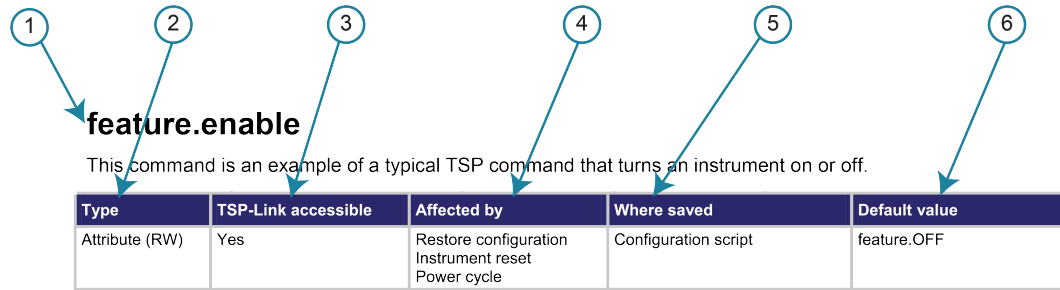 1 2 3 4 5 6
feature.enable
This command is an example of a typical TSP command that turns an instrument on or off.
Type TSP-Link accessible Affected by Where saved Default value
Attribute (RW) Yes Restore configuration Configuration script feature.OFF
Instrument reset
Power cycle